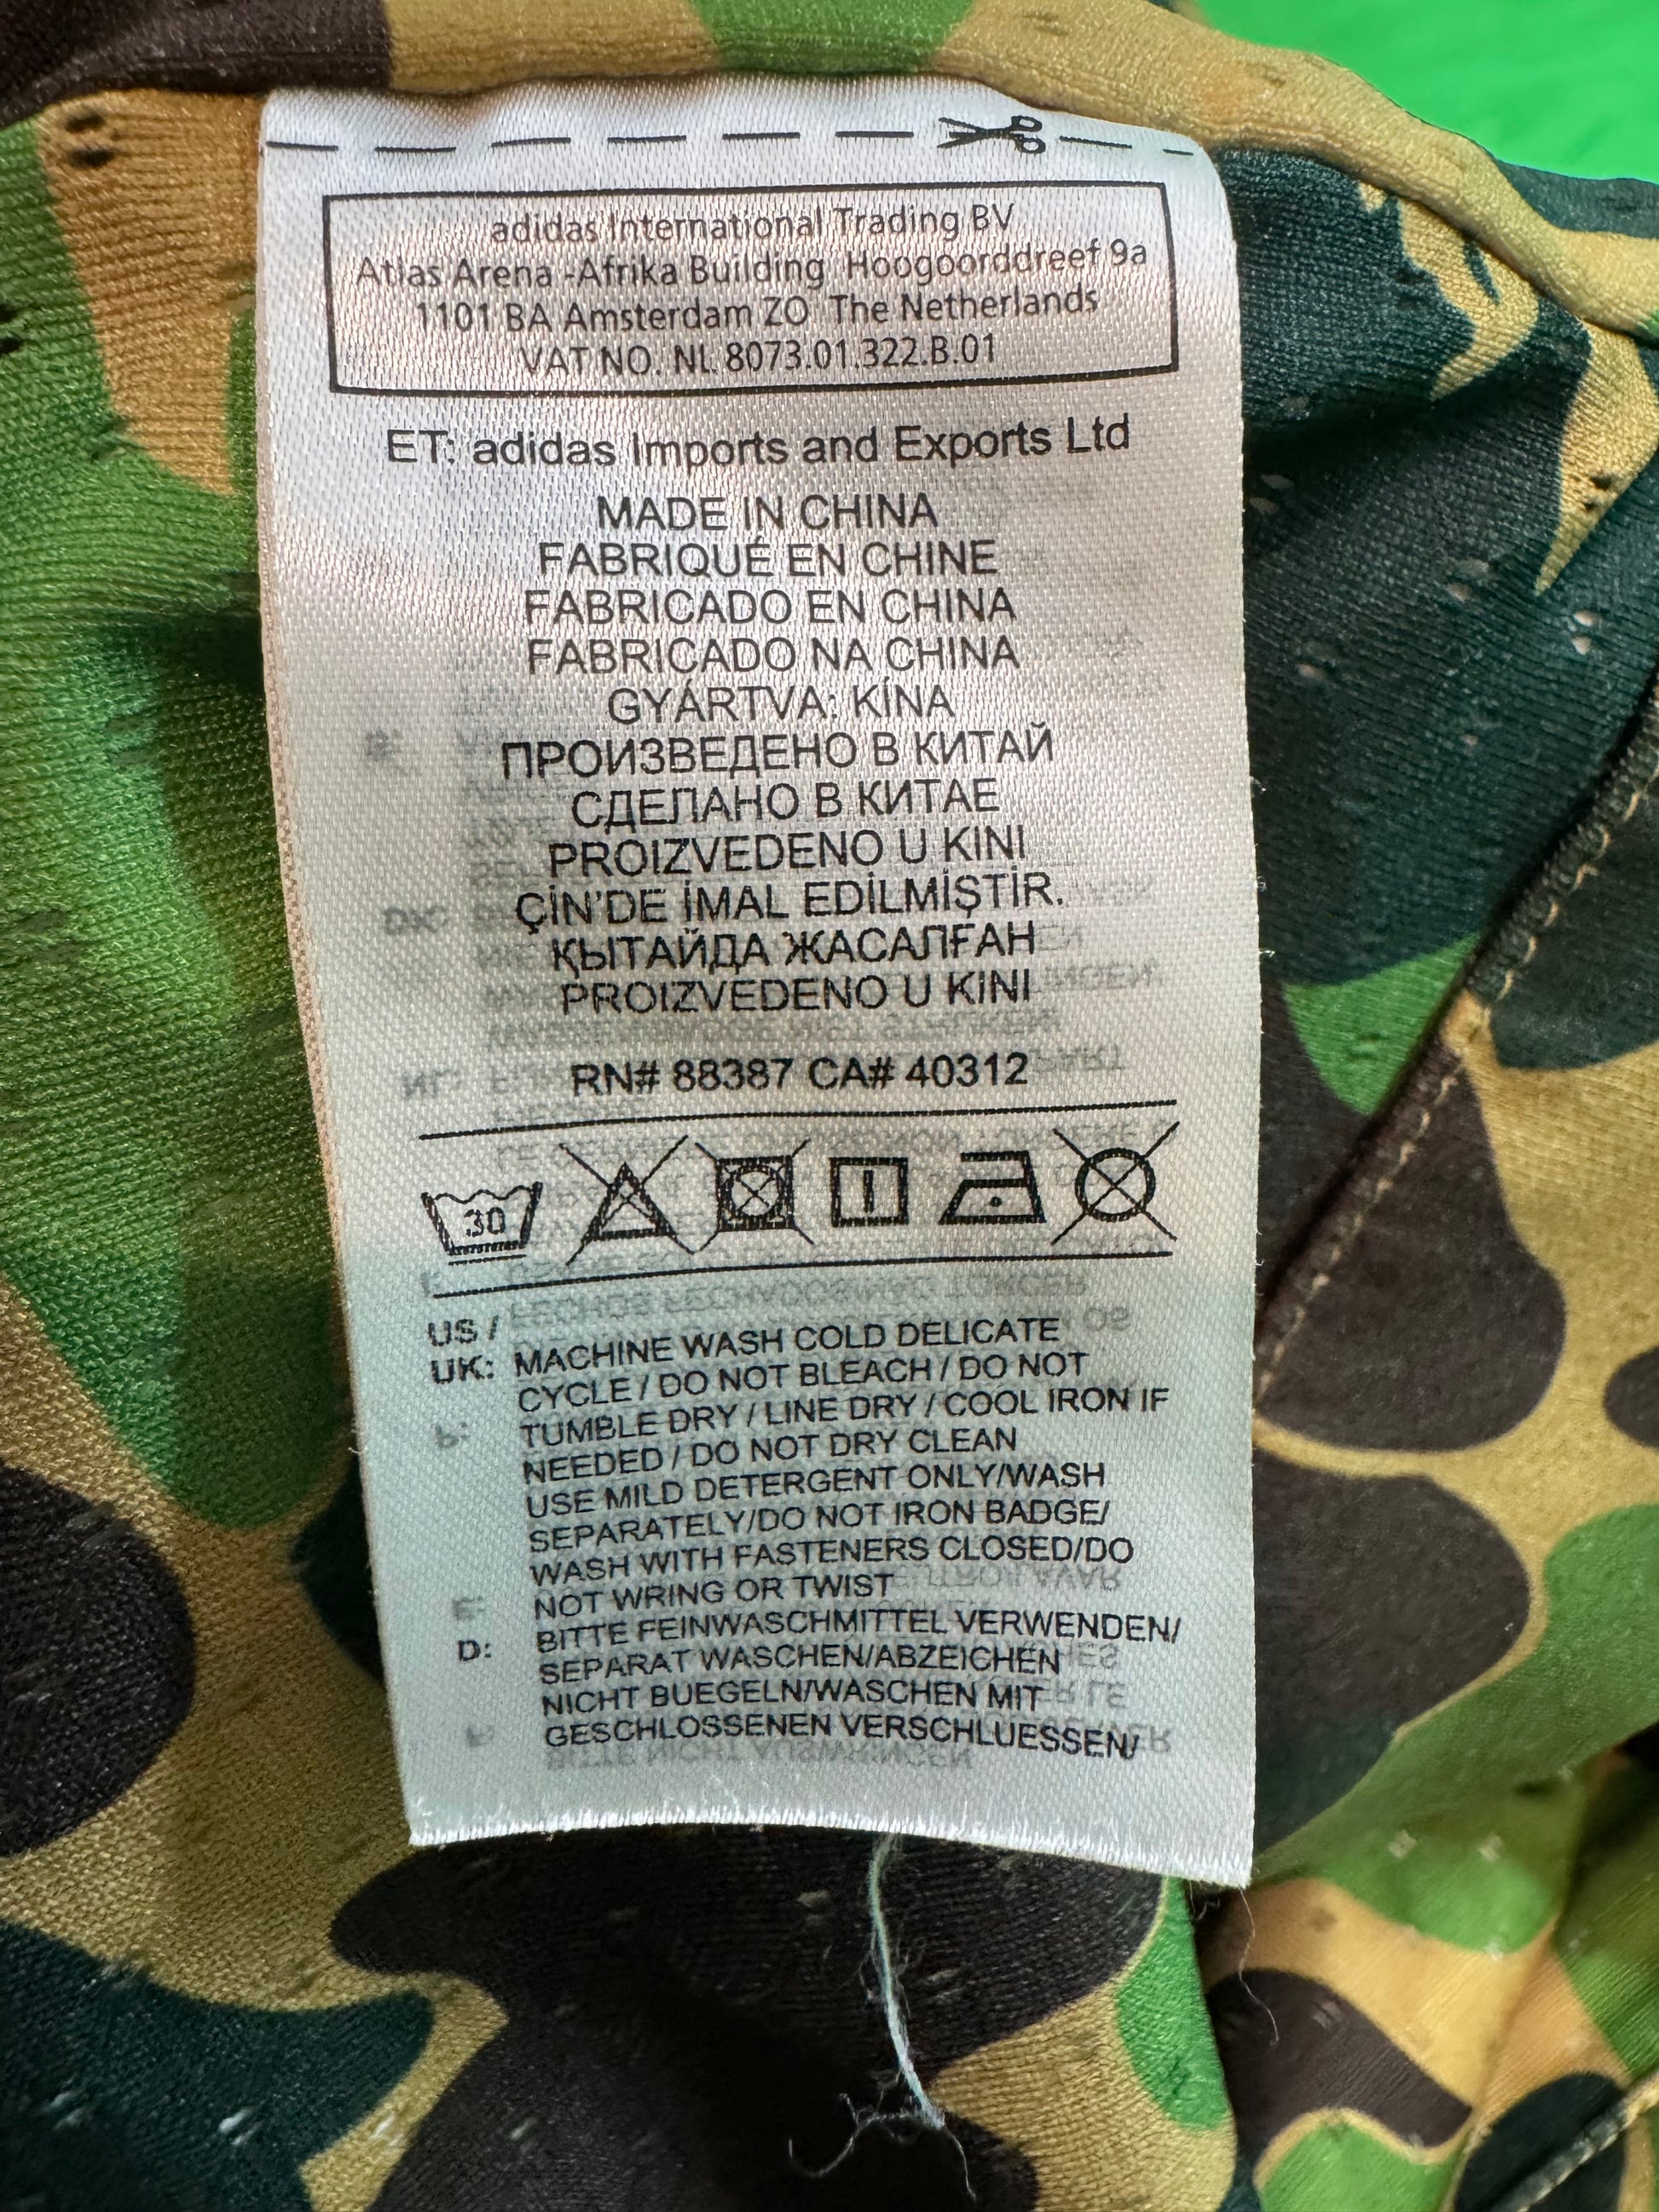 adidas International Trading BV
Atlas Arena -Afrika Building Hoogoorddreef 9a
1101 BA Amsterdam ZO The Netherlands
VAT NO. NL 8073.01.322.B.01
ET: adidas Imports and Exports Ltd
MADE IN CHINA
FABRIQUÉ EN CHINE
FABRICADO EN CHINA
FABRICADO NA CHINA
GYÁRTVA: KÍNA
ПРОИЗВЕДЕНО В КИТАЙ
СДЕЛАНО В КИТАЕ
PROIZVEDENO U KINI
ÇİN'DE İMAL EDİLMİŞTİR.
ҚЫТАЙДА ЖАСАЛҒАН
PROIZVEDENO U KINI
RN# 88387 CA# 40312
30
US /
UK: MACHINE WASH COLD DELICATE
CYCLE / DO NOT BLEACH / DO NOT
TUMBLE DRY / LINE DRY / COOL IRON IF
NEEDED / DO NOT DRY CLEAN
USE MILD DETERGENT ONLY/WASH
SEPARATELY/DO NOT IRON BADGE/
WASH WITH FASTENERS CLOSED/DO
NOT WRING OR TWIST
D: BITTE FEINWASCHMITTEL VERWENDEN/
SEPARAT WASCHEN/ABZEICHEN
NICHT BUEGELN/WASCHEN MIT
GESCHLOSSENEN VERSCHLUESSEN/